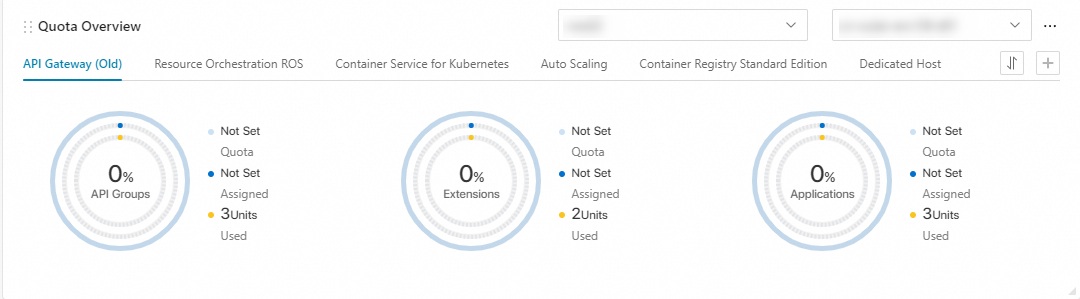 Quota Overview
API Gateway (Old) Resource Orchestration ROS Container Service for Kubernetes Auto Scaling Container Registry Standard Edition Dedicated Host
0%
API Groups
Not Set
Quota
Not Set
Assigned
3Units
Used
0%
Extensions
Not Set
Quota
Not Set
Assigned
2Units
Used
0%
Applications
Not Set
Quota
Not Set
Assigned
3Units
Used